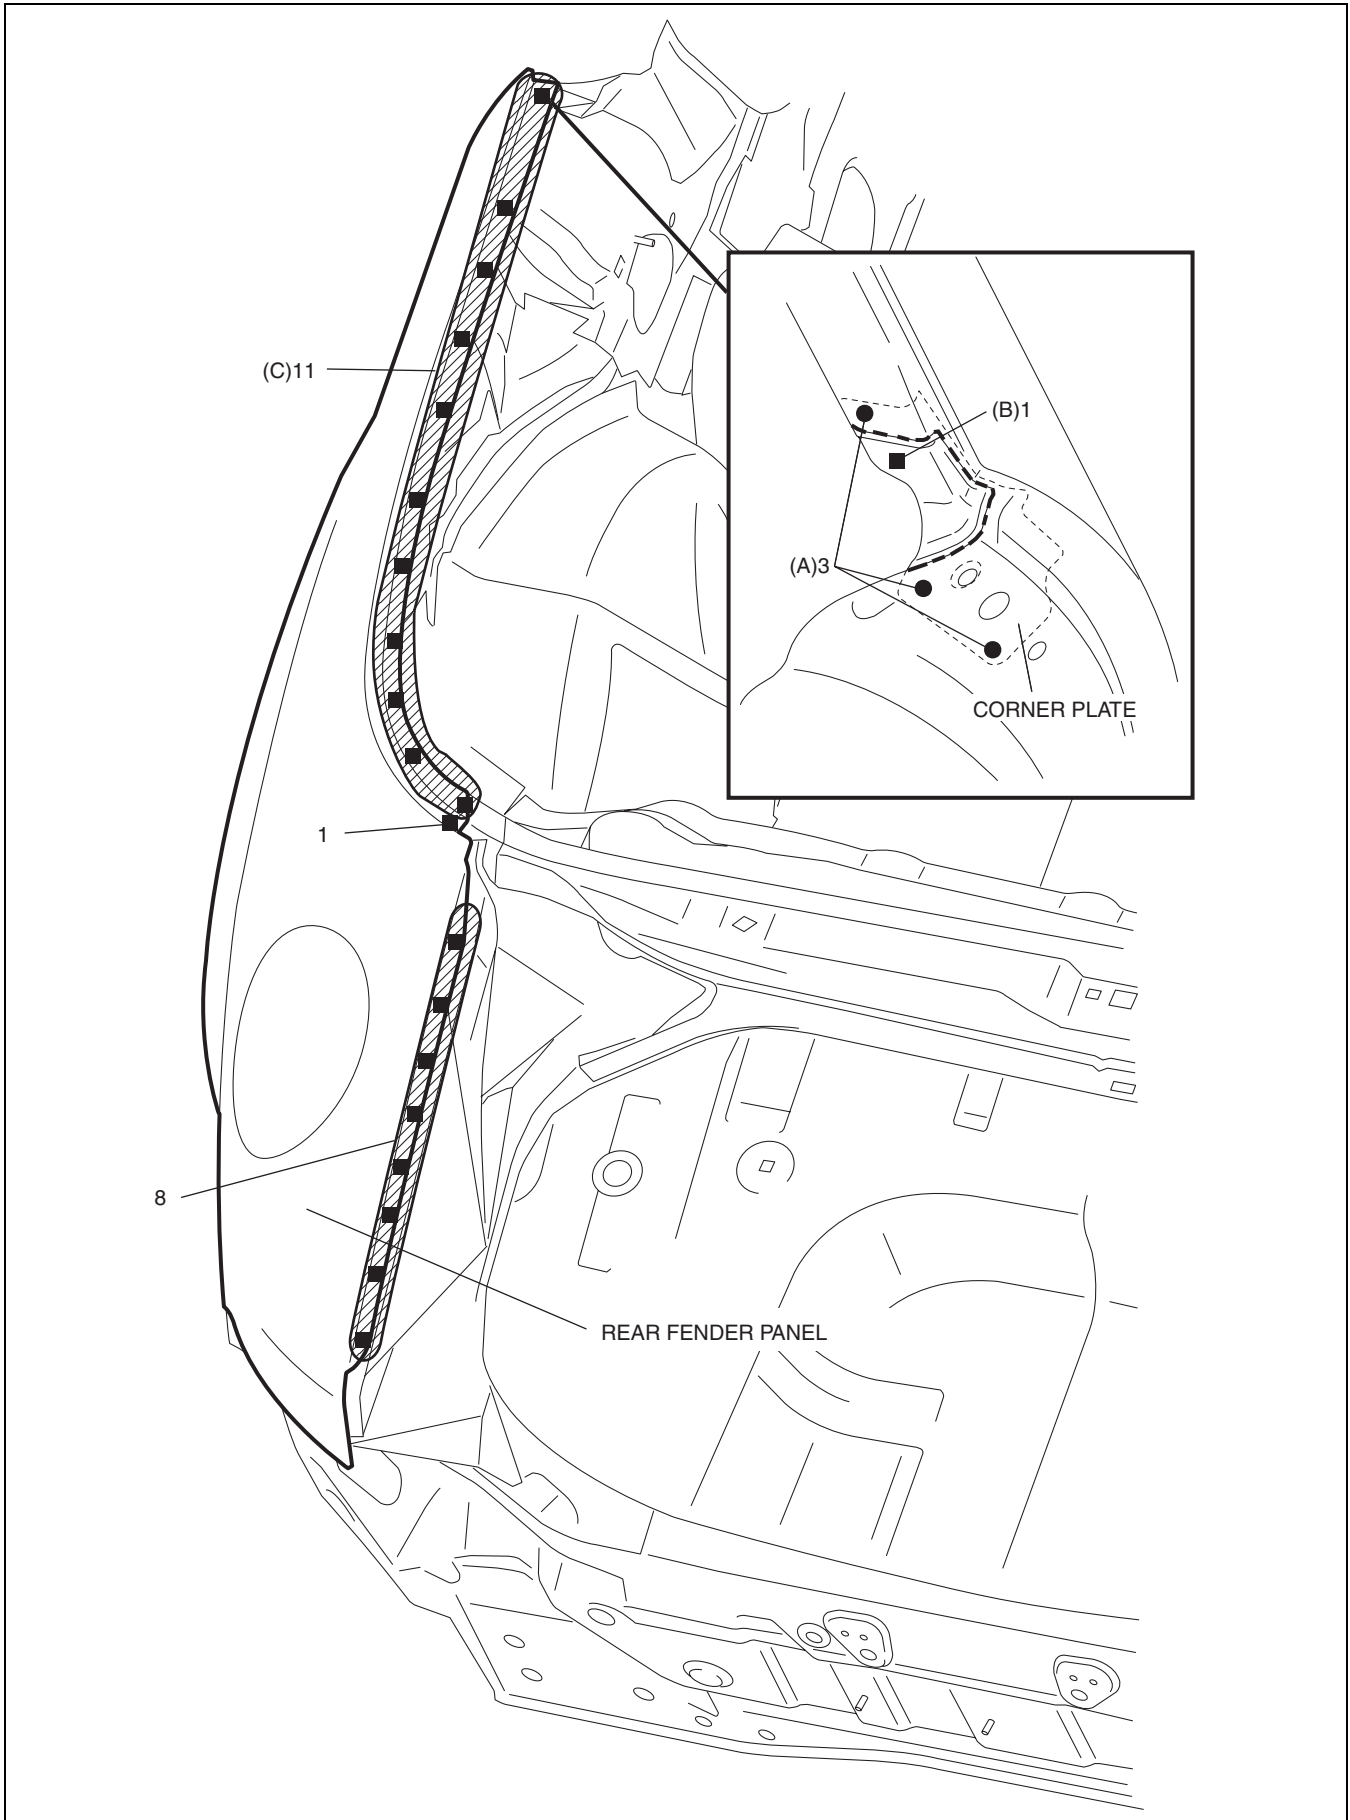 (C)11
(B)1
(A)3
CORNER PLATE
1
8
REAR FENDER PANEL